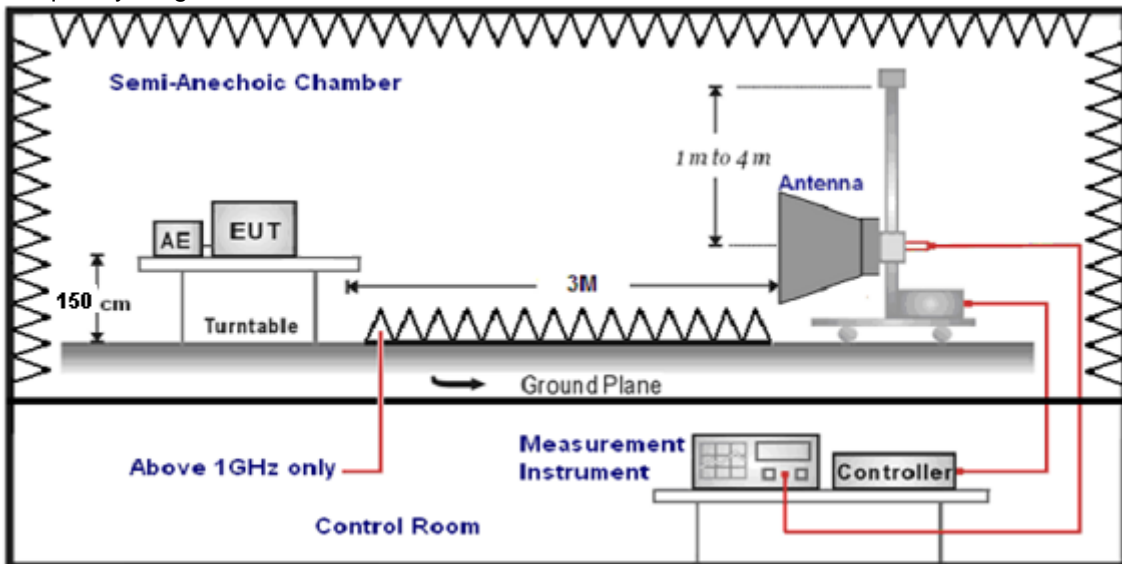 Semi-Anechoic Chamber
1 m to 4 m
Antenna
AE
EUT
150 cm
3M
Turntable
Ground Plane
Above 1GHz only
Measurement
Instrument
Controller
Control Room